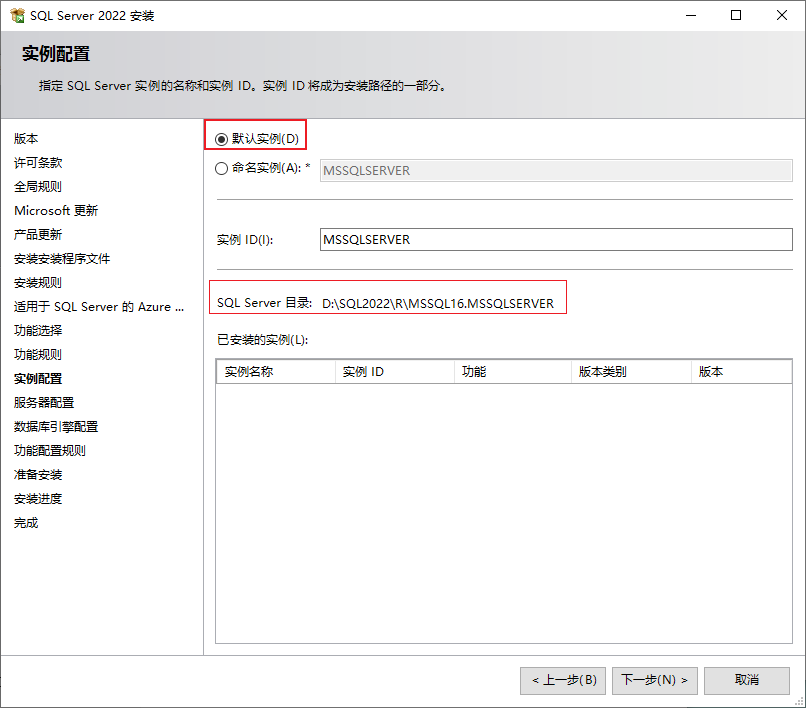 SQL Server 2022 安装
实例配置
指定 SQL Server 实例的名称和实例 ID。实例 ID 将成为安装路径的一部分。
版本
许可条款
全局规则
Microsoft 更新
产品更新
安装安装程序文件
安装规则
适用于 SQL Server 的 Azure ...
功能选择
功能规则
实例配置
服务器配置
数据库引擎配置
功能配置规则
准备安装
安装进度
完成
默认实例(D)
命名实例(A): * MSSQLSERVER
实例 ID(I): MSSQLSERVER
SQL Server 目录: D:\SQL2022\R\MSSQL16.MSSQLSERVER
已安装的实例(L):
实例名称 实例 ID 功能 版本类别 版本
< 上一步(B) 下一步(N) > 取消